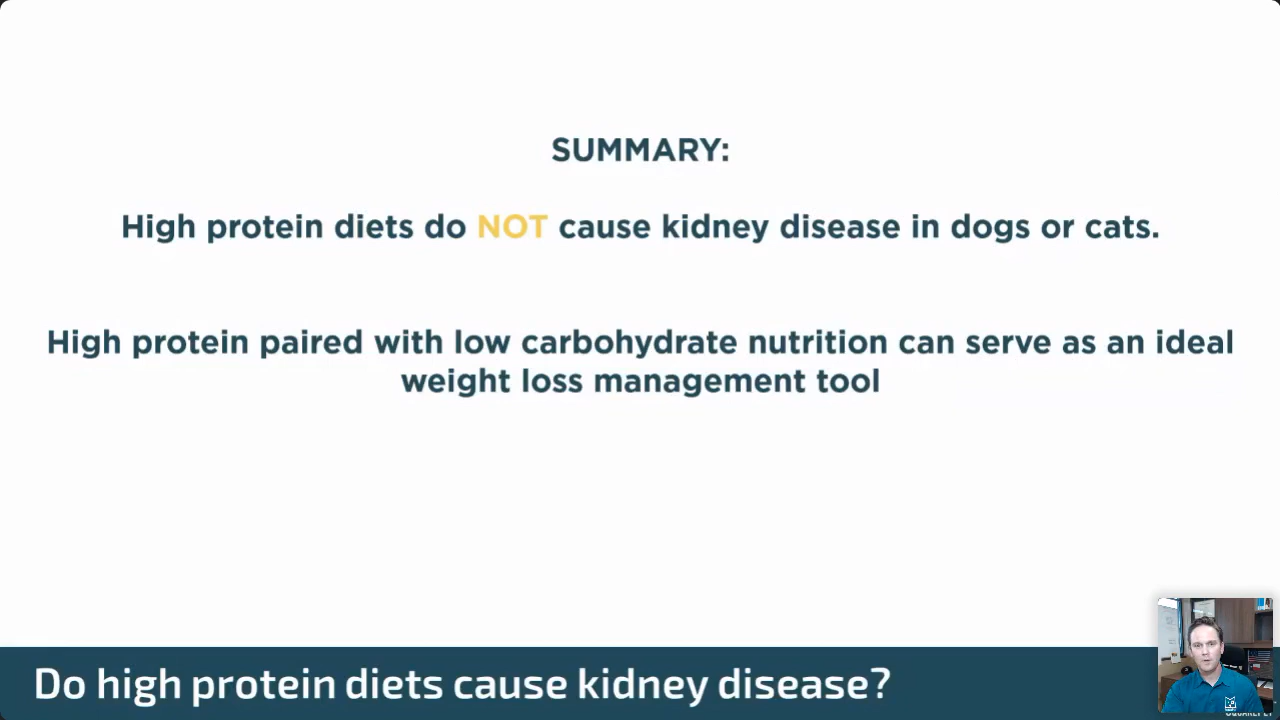 SUMMARY:
High protein diets do NOT cause kidney disease in dogs or cats.
High protein paired with low carbohydrate nutrition can serve as an ideal
weight loss management tool
Do high protein diets cause kidney disease?